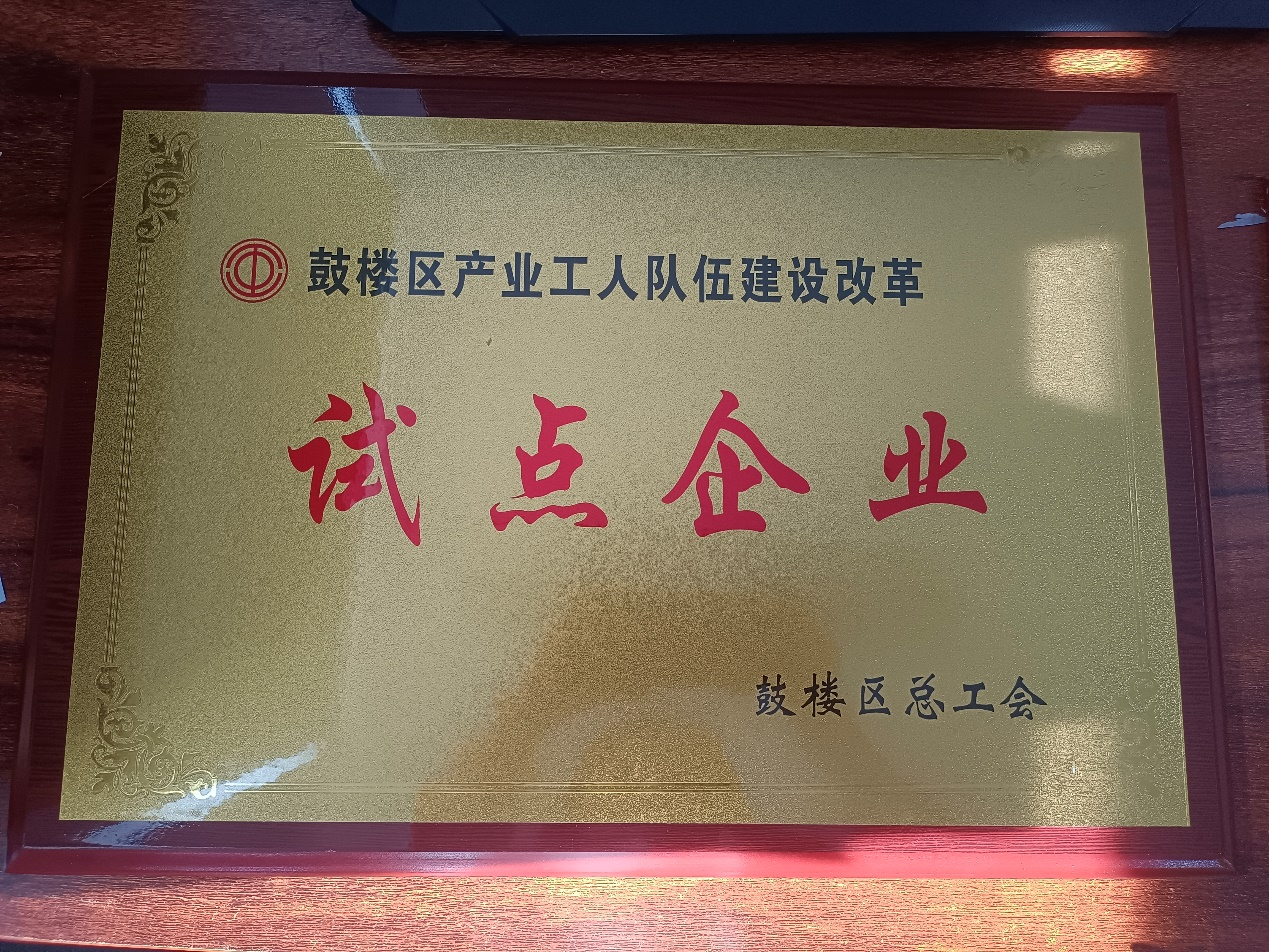 鼓楼区产业工人队伍建设改革
试点企业
鼓楼区总工会